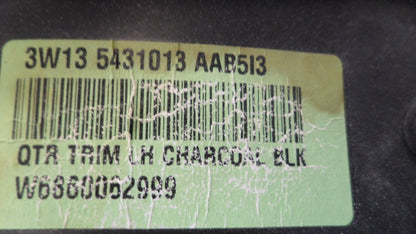 3W13 5431013 AAB5I3
QTR TRIM LH CHARCOAL BLK
W6360062999